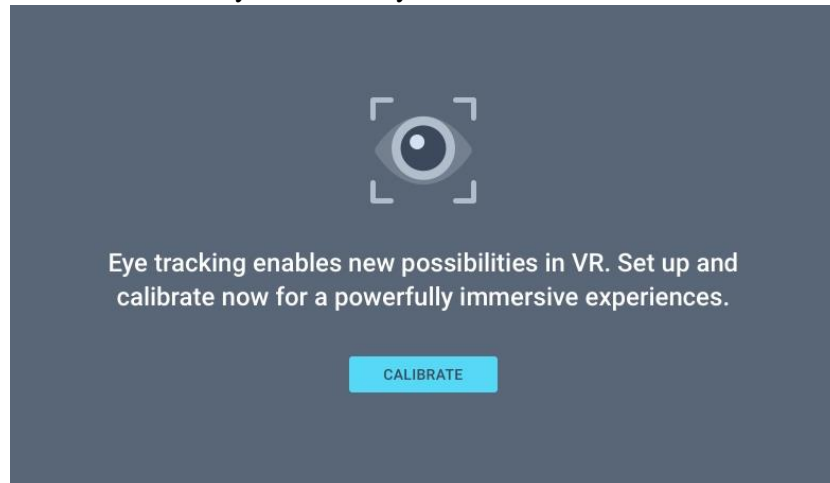 Eye tracking enables new possibilities in VR. Set up and
calibrate now for a powerfully immersive experiences.
CALIBRATE